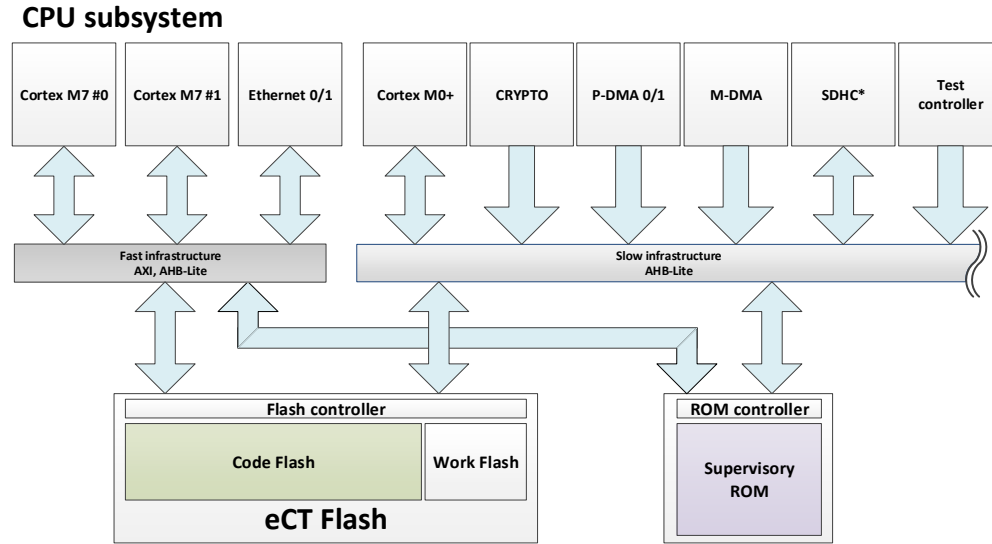 CPU subsystem
Cortex M7 #0
Cortex M7 #1
Ethernet 0/1
Cortex M0+
CRYPTO
P-DMA 0/1
M-DMA
SDHC*
Test
controller
Fast infrastructure
AXI, AHB-Lite
Slow infrastructure
AHB-Lite
Flash controller
Code Flash
Work Flash
eCT Flash
ROM controller
Supervisory
ROM